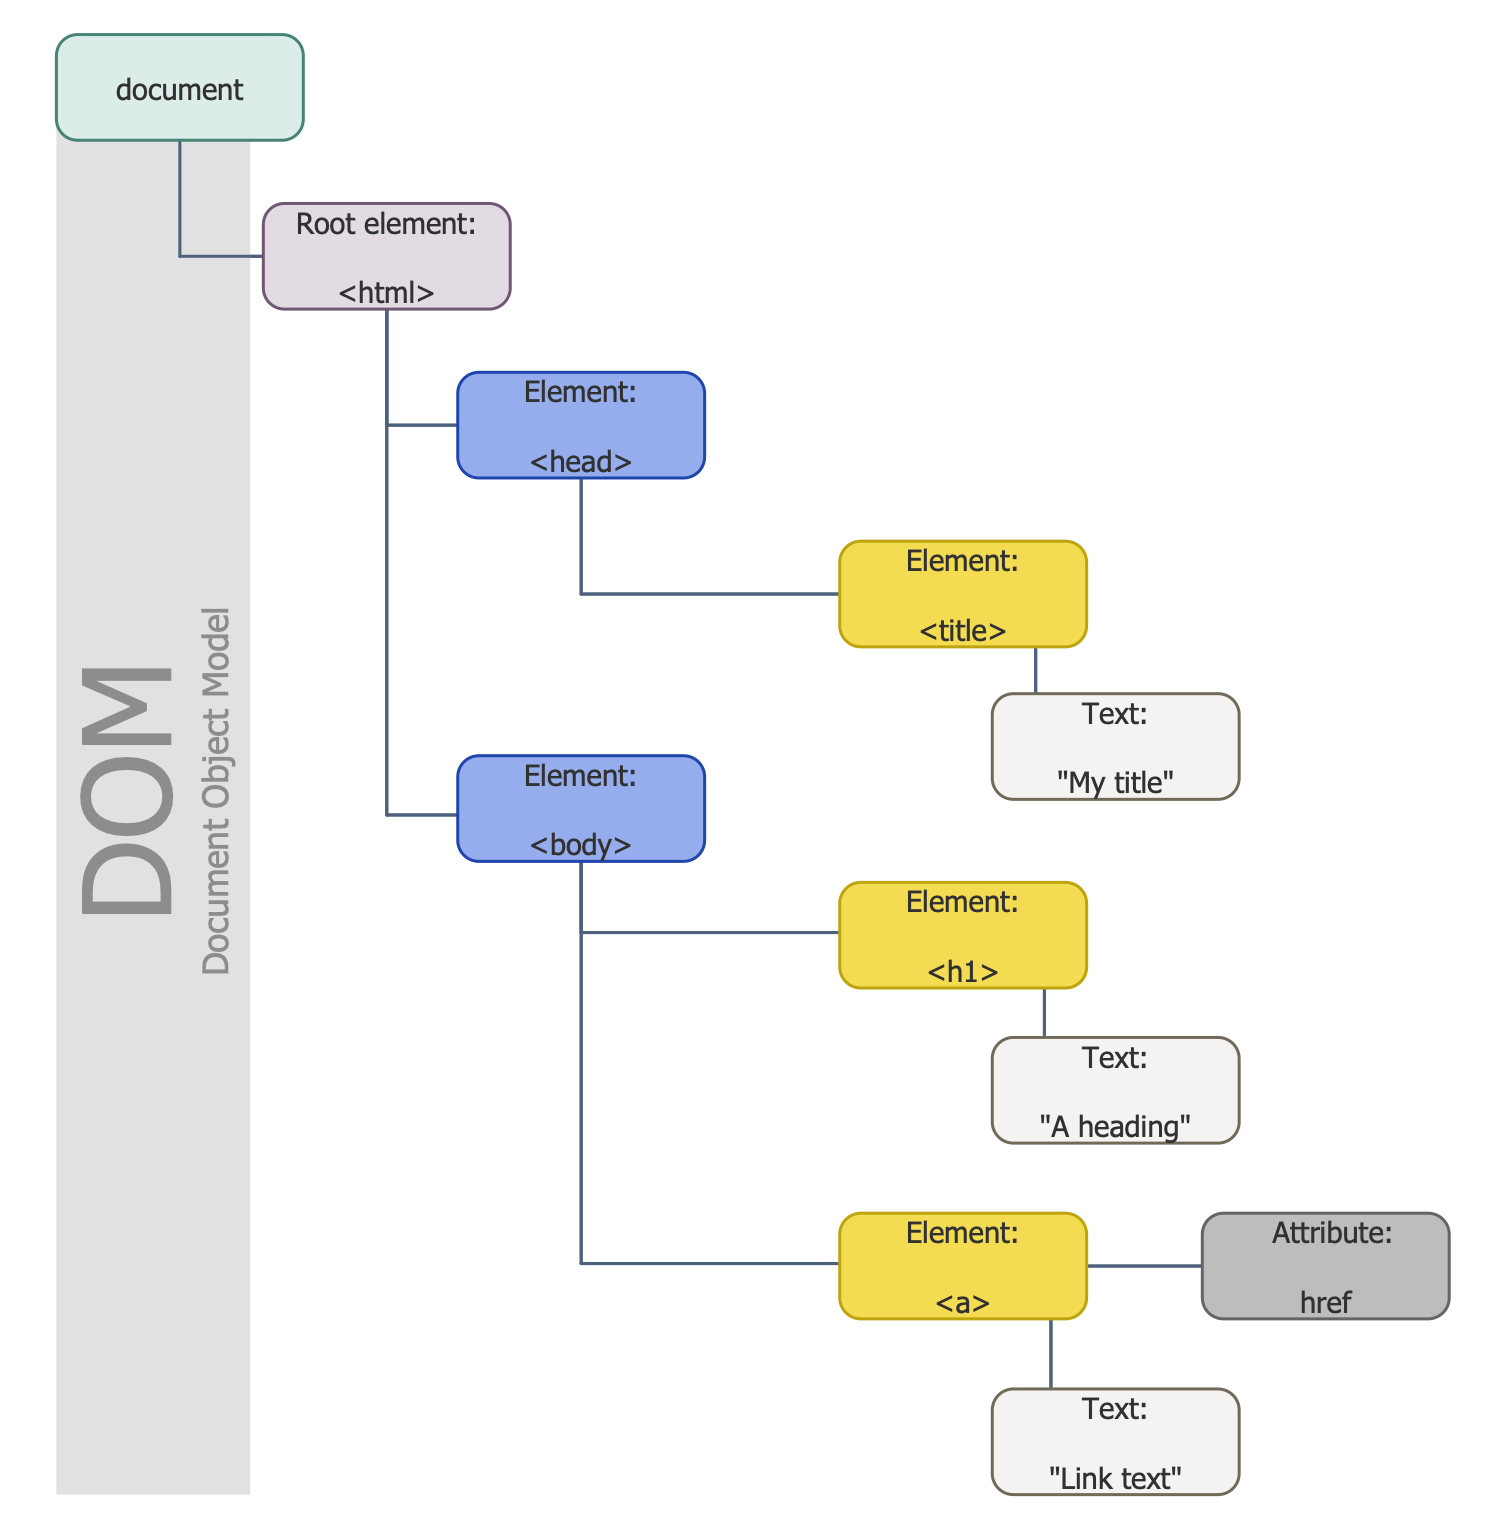 document
Root element:
<html>
Element:
<head>
Element:
<title>
Text:
"My title"
DOM
Document Object Model
Element:
<body>
Element:
<h1>
Text:
"A heading"
Element:
<a>
Attribute:
href
Text:
"Link text"